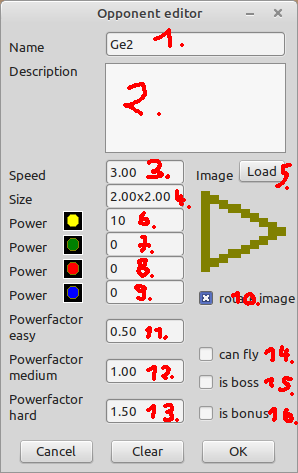 Opponent editor
Name Ge2 1.
Description
2.
Speed 3.00 3. Image Load 5.
Size 2.00x2.00 4.
Power 10 6.
Power 0 7.
Power 0 8.
Power 0 9.
rotate image 10.
Powerfactor easy 0.50 11.
Powerfactor medium 1.00 12.
Powerfactor hard 1.50 13.
can fly 14.
is boss 15.
is bonus 16.
Cancel Clear OK